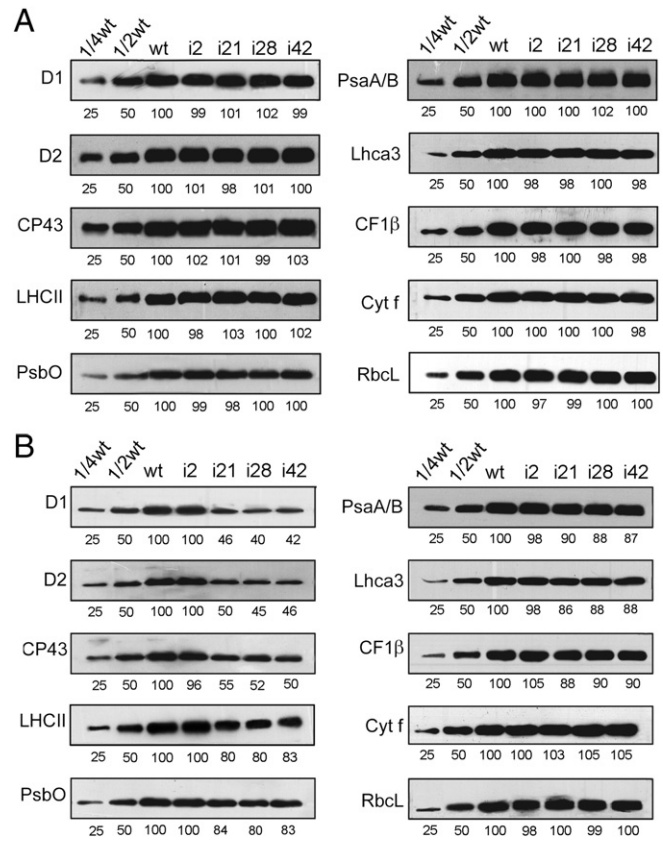 A
1/4wt 1/2wt wt i2 i21 i28 i42
D1
25 50 100 99 101 102 99
D2
25 50 100 101 98 101 100
CP43
25 50 100 102 101 99 103
LHCII
25 50 100 98 103 100 102
PsbO
25 50 100 99 98 100 100
1/4wt 1/2wt wt i2 i21 i28 i42
PsaA/B
25 50 100 100 100 102 100
Lhca3
25 50 100 98 98 100 98
CF1β
25 50 100 98 100 98 98
Cyt f
25 50 100 100 100 100 98
RbcL
25 50 100 97 99 100 100
B
1/4wt 1/2wt wt i2 i21 i28 i42
D1
25 50 100 100 46 40 42
D2
25 50 100 100 50 45 46
CP43
25 50 100 96 55 52 50
LHCII
25 50 100 100 80 80 83
PsbO
25 50 100 100 84 80 83
1/4wt 1/2wt wt i2 i21 i28 i42
PsaA/B
25 50 100 98 90 88 87
Lhca3
25 50 100 98 86 88 88
CF1β
25 50 100 105 88 90 90
Cyt f
25 50 100 100 103 105 105
RbcL
25 50 100 98 100 99 100